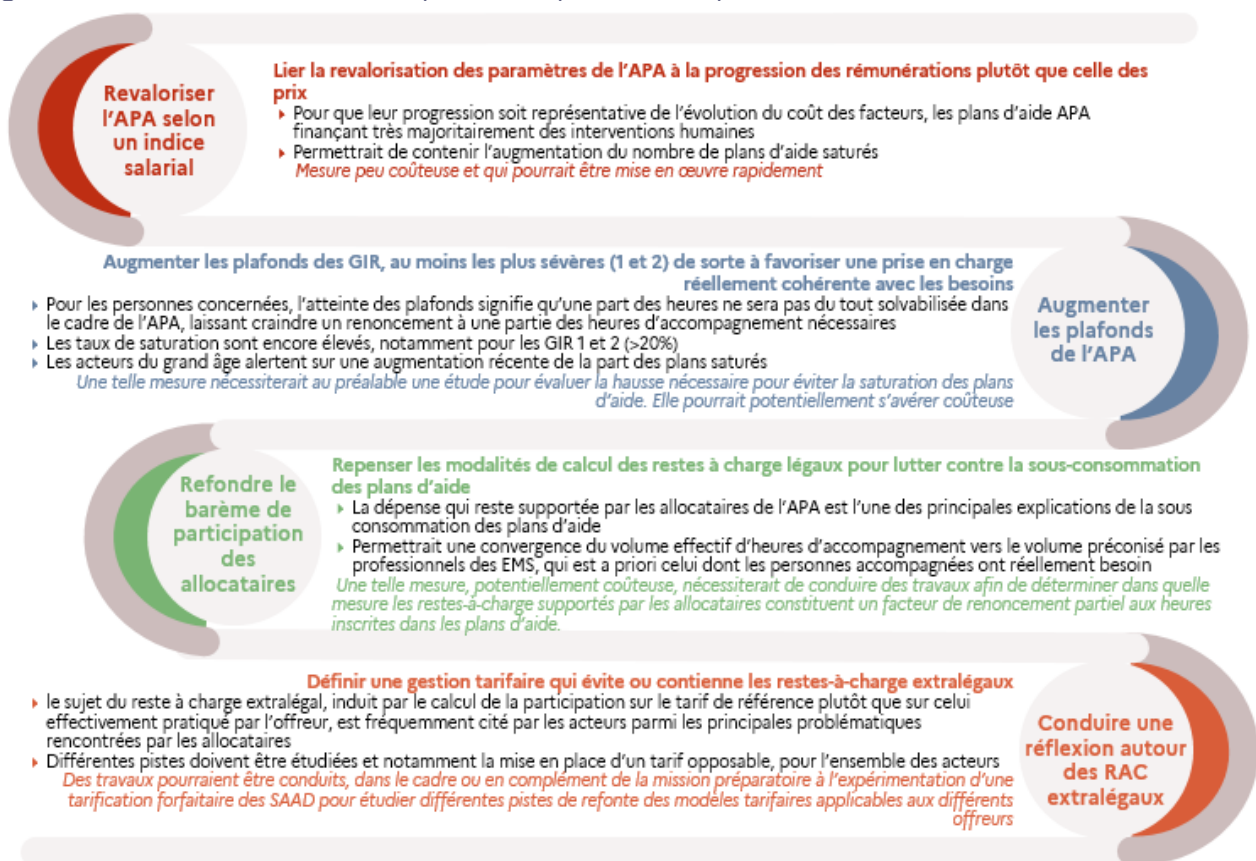 Revaloriser
l'APA selon
un indice
salarial
Lier la revalorisation des paramètres de l'APA à la progression des rémunérations plutôt que celle des
prix
Pour que leur progression soit représentative de l'évolution du coût des facteurs, les plans d'aide APA
finançant très majoritairement des interventions humaines
Permettrait de contenir l'augmentation du nombre de plans d'aide saturés
Mesure peu coûteuse et qui pourrait être mise en œuvre rapidement
Augmenter les plafonds des GIR, au moins les plus sévères (1 et 2) de sorte à favoriser une prise en charge
réellement cohérente avec les besoins
Pour les personnes concernées, l'atteinte des plafonds signifie qu'une part des heures ne sera pas du tout solvabilisée dans
le cadre de l'APA, laissant craindre un renoncement à une partie des heures d'accompagnement nécessaires
Les taux de saturation sont encore élevés, notamment pour les GIR 1 et 2 (>20%)
Les acteurs du grand âge alertent sur une augmentation récente de la part des plans saturés
Une telle mesure nécessiterait au préalable une étude pour évaluer la hausse nécessaire pour éviter la saturation des plans
d'aide. Elle pourrait potentiellement s'avérer coûteuse
Augmenter
les plafonds
de l'APA
Refondre le
barème de
participation
des
allocataires
Repenser les modalités de calcul des restes à charge légaux pour lutter contre la sous-consommation
des plans d'aide
La dépense qui reste supportée par les allocataires de l'APA est l'une des principales explications de la sous
consommation des plans d'aide
Permettrait une convergence du volume effectif d'heures d'accompagnement vers le volume préconisé par les
professionnels des EMS, qui est a priori celui dont les personnes accompagnées ont réellement besoin
Une telle mesure, potentiellement coûteuse, nécessiterait de conduire des travaux afin de déterminer dans quelle
mesure les restes-à-charge supportés par les allocataires constituent un facteur de renoncement partiel aux heures
inscrites dans les plans d'aide.
Définir une gestion tarifaire qui évite ou contienne les restes-à-charge extralégaux
le sujet du reste à charge extralégal, induit par le calcul de la participation sur le tarif de référence plutôt que sur celui
effectivement pratiqué par l'offreur, est fréquemment cité par les acteurs parmi les principales problématiques
rencontrées par les allocataires
Différentes pistes doivent être étudiées et notamment la mise en place d'un tarif opposable, pour l'ensemble des acteurs
Des travaux pourraient être conduits, dans le cadre ou en complément de la mission préparatoire à l'expérimentation d'une
tarification forfaitaire des SAAD pour étudier différentes pistes de refonte des modèles tarifaires applicables aux différents
offreurs
Conduire une
réflexion autour
des RAC
extralégaux